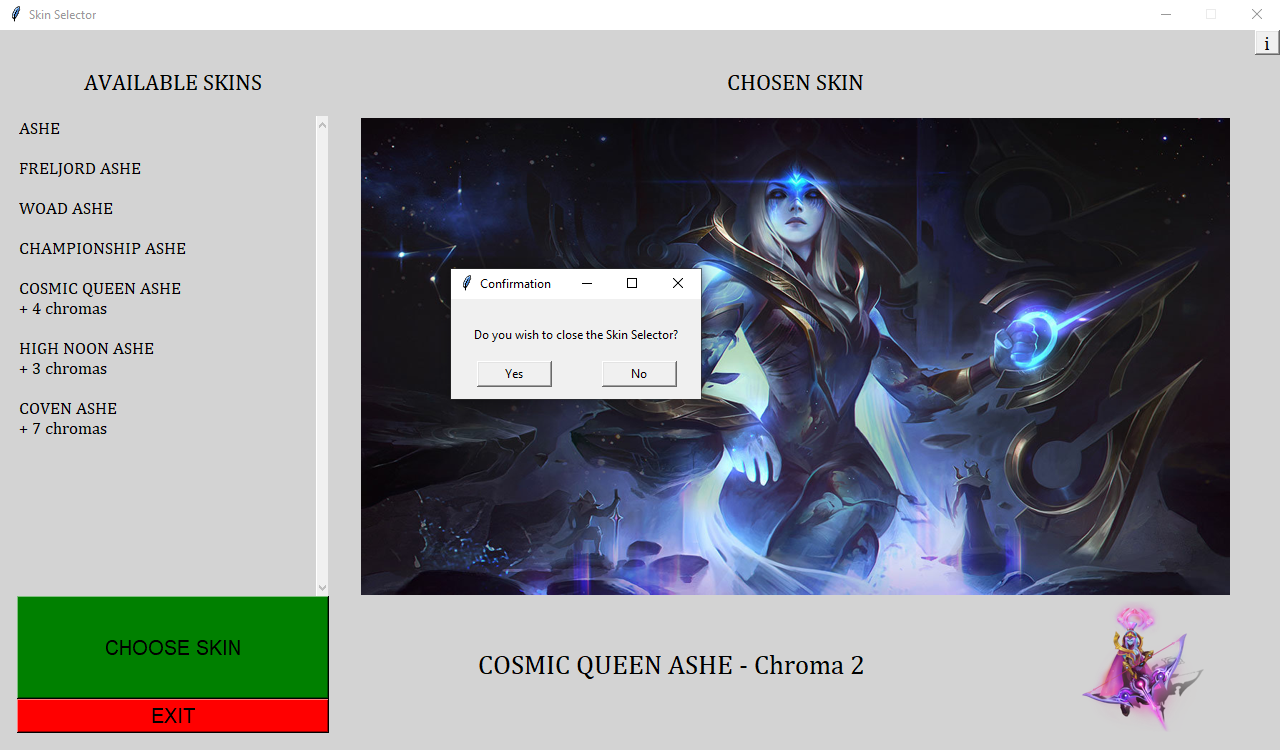 Skin Selector
i
AVAILABLE SKINS
CHOSEN SKIN
ASHE
FRELJORD ASHE
WOAD ASHE
CHAMPIONSHIP ASHE
COSMIC QUEEN ASHE
+ 4 chromas
HIGH NOON ASHE
+ 3 chromas
COVEN ASHE
+ 7 chromas
Confirmation
Do you wish to close the Skin Selector?
Yes No
CHOOSE SKIN
EXIT
COSMIC QUEEN ASHE - Chroma 2